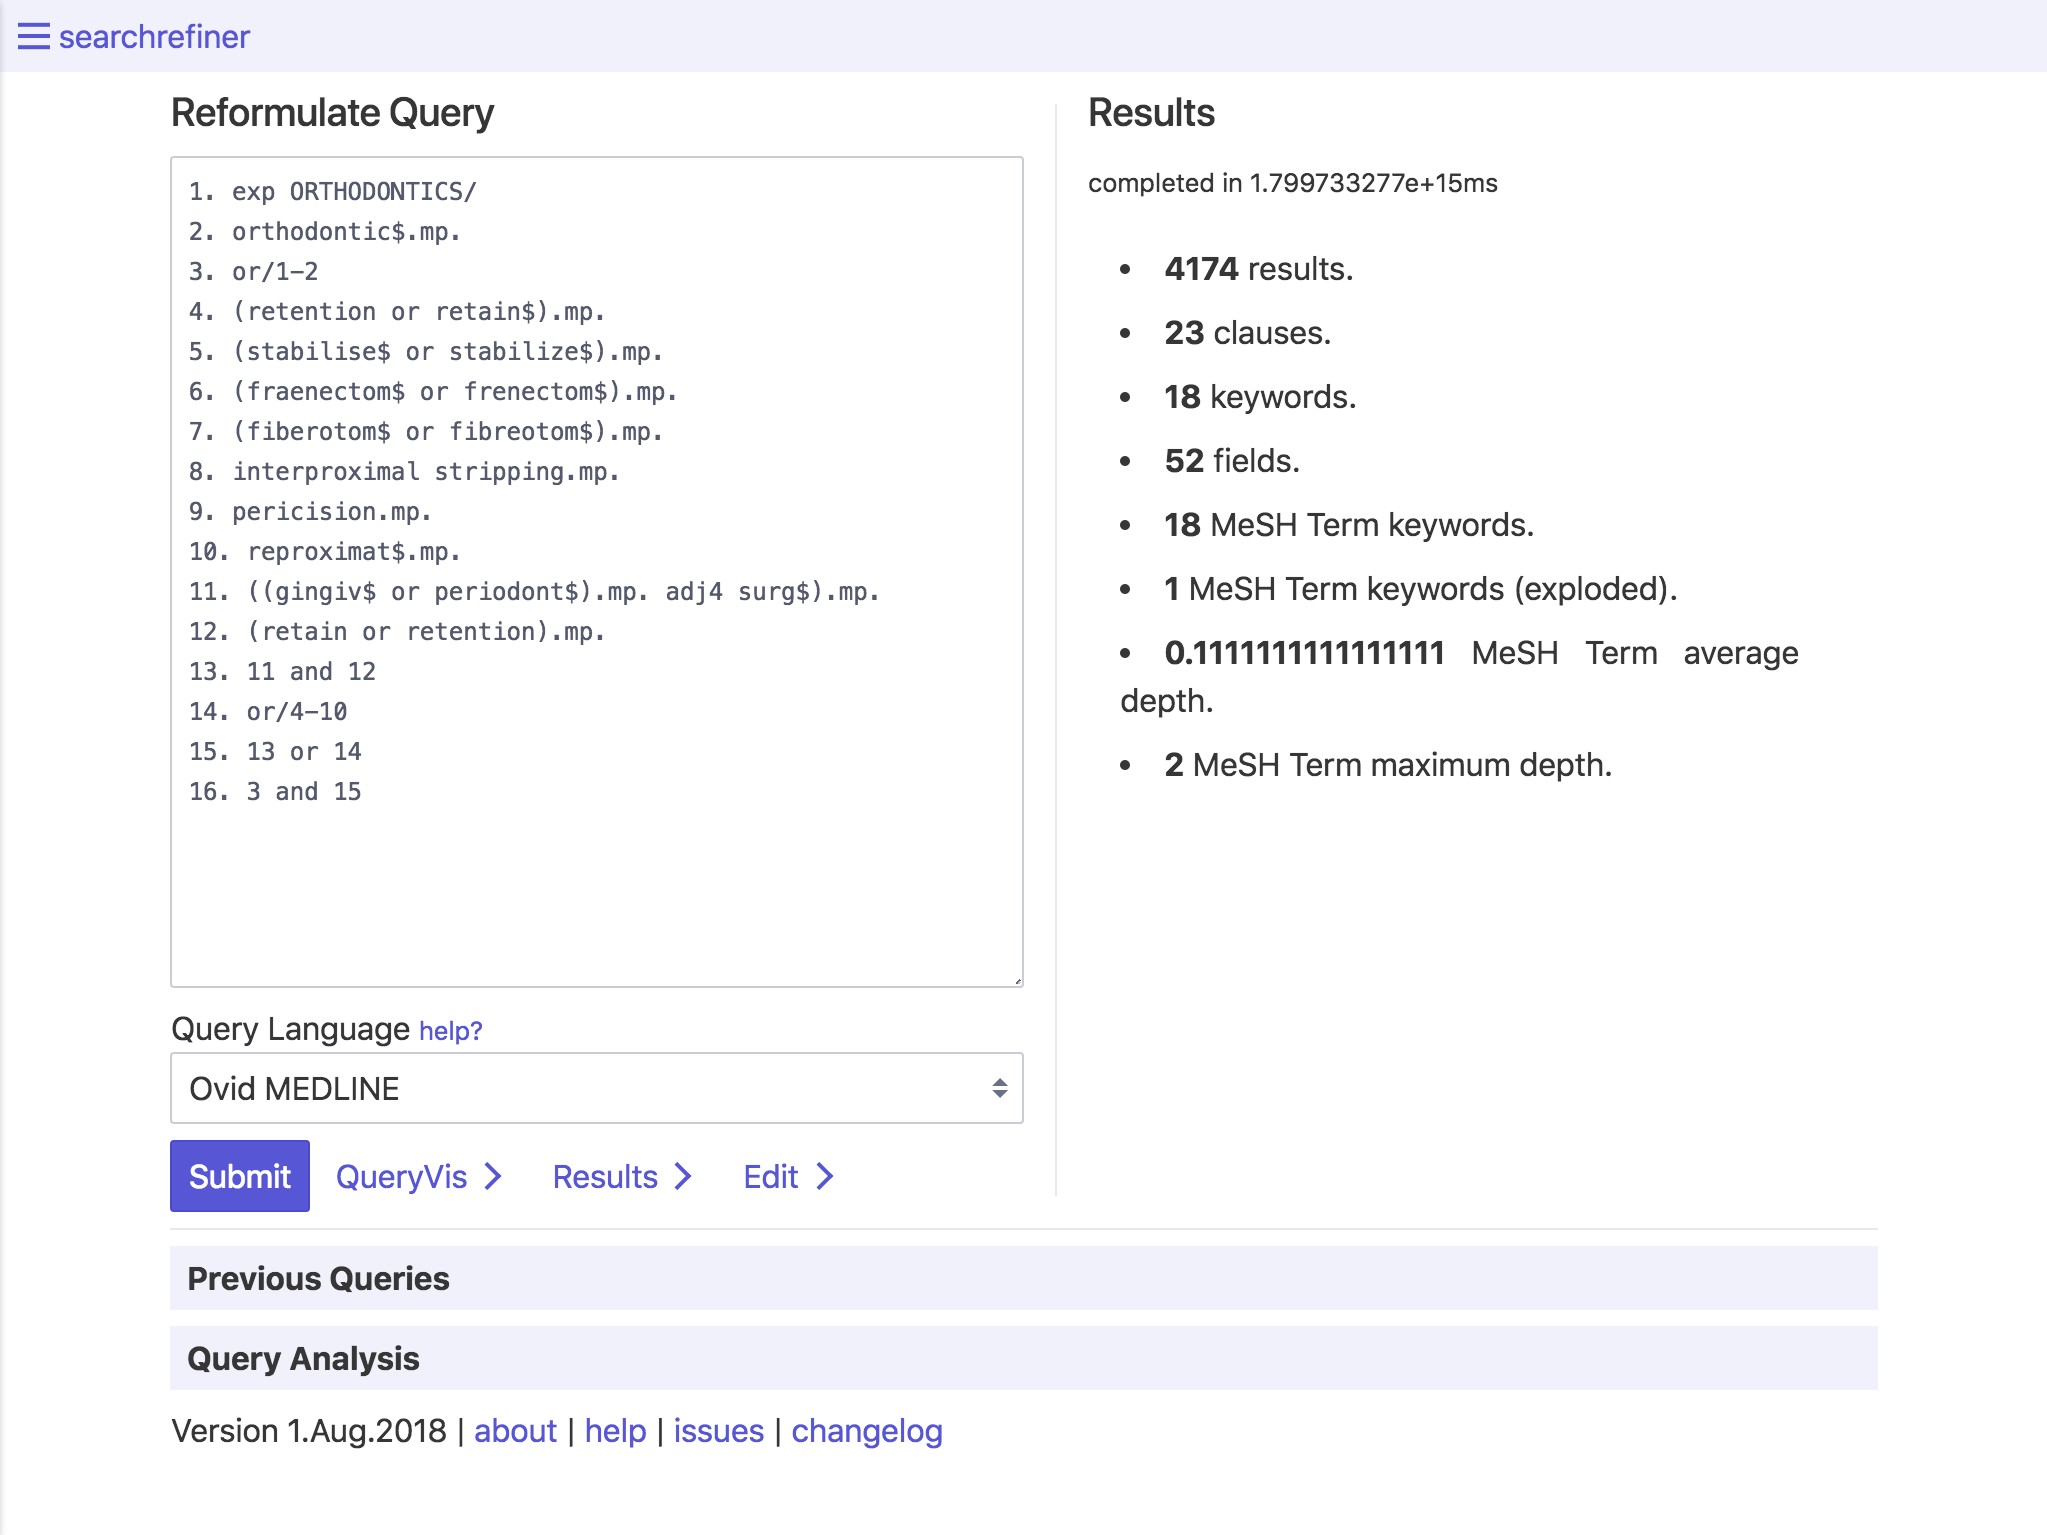 searchrefiner
Reformulate Query
1. exp ORTHODONTICS/
2. orthodontic$.mp.
3. or/1-2
4. (retention or retain$).mp.
5. (stabilise$ or stabilize$).mp.
6. (fraenectom$ or frenectom$).mp.
7. (fiberotom$ or fibreotom$).mp.
8. interproximal stripping.mp.
9. pericision.mp.
10. reproximat$.mp.
11. ((gingiv$ or periodont$).mp. adj4 surg$).mp.
12. (retain or retention).mp.
13. 11 and 12
14. or/4-10
15. 13 or 14
16. 3 and 15
Query Language help?
Ovid MEDLINE
Submit QueryVis Results Edit
Results
completed in 1.799733277e+15ms
• 4174 results.
• 23 clauses.
• 18 keywords.
• 52 fields.
• 18 MeSH Term keywords.
• 1 MeSH Term keywords (exploded).
• 0.1111111111111111 MeSH Term average
depth.
• 2 MeSH Term maximum depth.
Previous Queries
Query Analysis
Version 1.Aug.2018 | about | help | issues | changelog